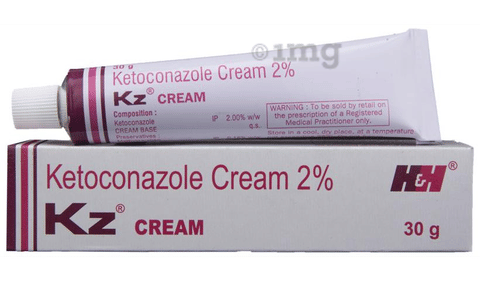 1mg
30 g
Ketoconazole Cream 2%
Kz® CREAM
Composition :
Ketoconazole IP 2.00% w/w
CREAM BASE q.s.
Preservatives
WARNING : To be sold by retail on
the prescription of a Registered
Medical Practitioner only.
Store in a cool, dry place, at a temperature
Ketoconazole Cream 2%
H&H®
Kz® CREAM
30 g